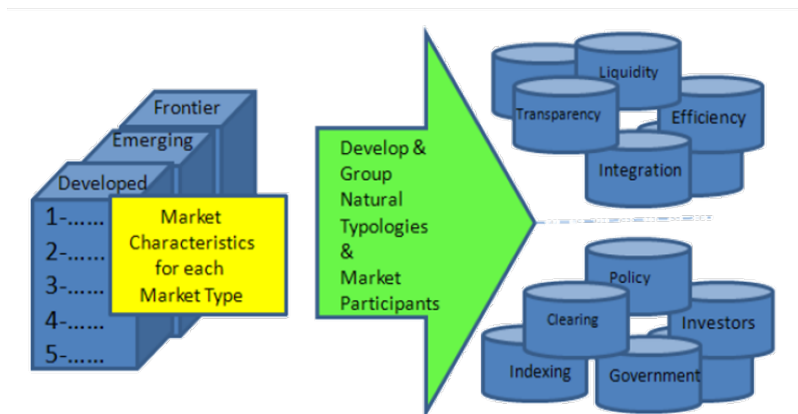 Frontier
Emerging
Developed
1-......
2-......
3-......
4-......
5-......
Market
Characteristics
for each
Market Type
Develop &
Group
Natural
Typologies
&
Market
Participants
Liquidity
Transparency
Efficiency
Integration
Policy
Clearing
Investors
Indexing
Government